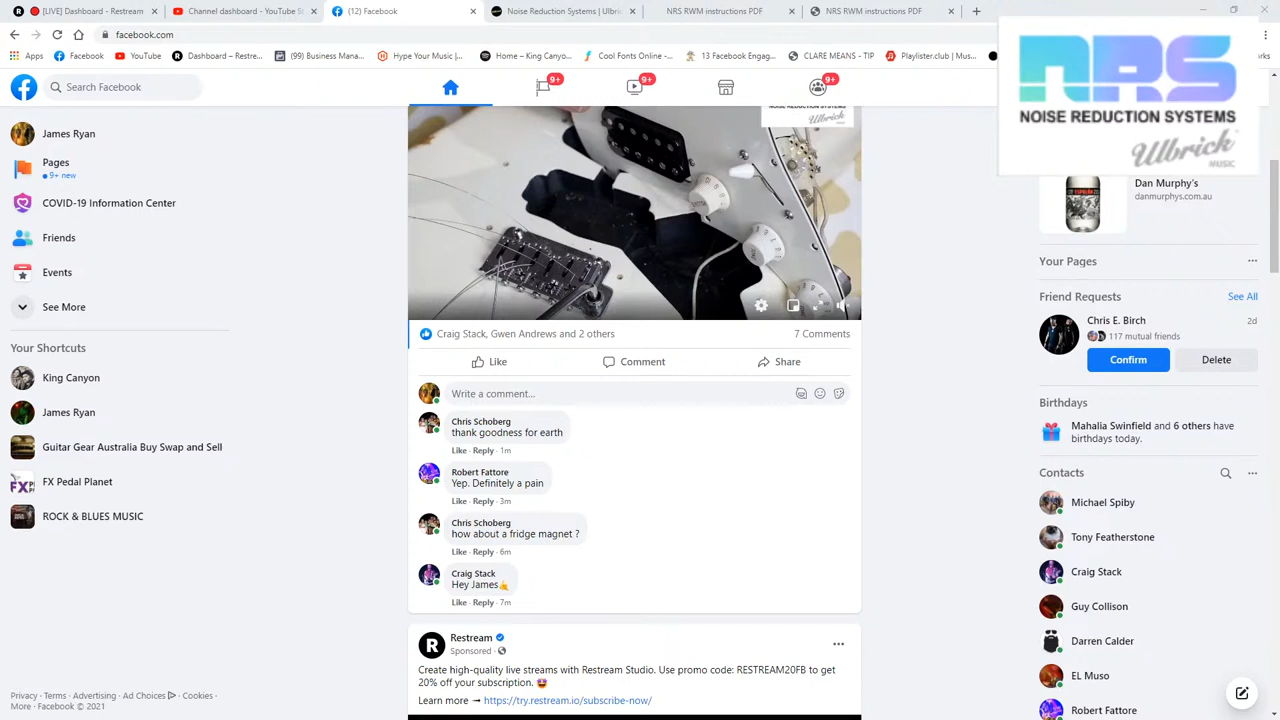 [LIVE] Dashboard - Restream
Channel dashboard - YouTube St
(12) Facebook
Noise Reduction Systems | Ulbric
NRS RWM instructions PDF
NRS RWM instructions PDF
facebook.com
Apps
Facebook
YouTube
Dashboard – Restre...
(99) Business Mana...
Hype Your Music | ...
Home – King Canyo...
Cool Fonts Online -...
13 Facebook Engag...
CLARE MEANS - TIP
Playlister.club | Mus...
NRS
NOISE REDUCTION SYSTEMS
Ulbrick
MUSIC
Search Facebook
9+
9+
9+
James Ryan
Pages
9+ new
COVID-19 Information Center
Friends
Events
See More
Your Shortcuts
King Canyon
James Ryan
Guitar Gear Australia Buy Swap and Sell
FX Pedal Planet
ROCK & BLUES MUSIC
Privacy · Terms · Advertising · Ad Choices · Cookies ·
More · Facebook © 2021
NOISE REDUCTION SYSTEMS
Ulbrick
Craig Stack, Gwen Andrews and 2 others
7 Comments
Like
Comment
Share
Write a comment...
Chris Schoberg
thank goodness for earth
Like · Reply · 1m
Robert Fattore
Yep. Definitely a pain
Like · Reply · 3m
Chris Schoberg
how about a fridge magnet ?
Like · Reply · 6m
Craig Stack
Hey James🤙
Like · Reply · 7m
Restream
Sponsored ·
Create high-quality live streams with Restream Studio. Use promo code: RESTREAM20FB to get
20% off your subscription. 🤩
Learn more → https://try.restream.io/subscribe-now/
Dan Murphy's
danmurphys.com.au
Your Pages
Friend Requests
See All
Chris E. Birch
2d
117 mutual friends
Confirm
Delete
Birthdays
Mahalia Swinfield and 6 others have
birthdays today.
Contacts
Michael Spiby
Tony Featherstone
Craig Stack
Guy Collison
Darren Calder
EL Muso
Robert Fattore